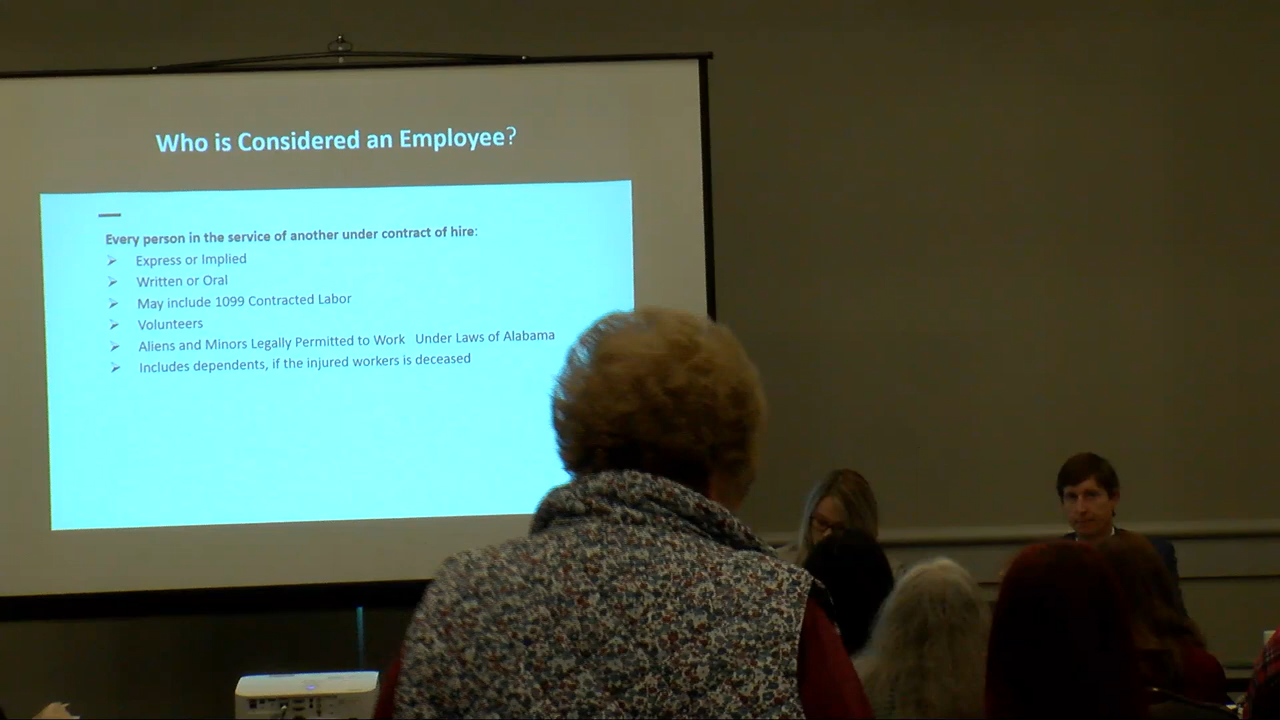 Who is Considered an Employee?
Every person in the service of another under contract of hire:
Express or Implied
Written or Oral
May include 1099 Contracted Labor
Volunteers
Aliens and Minors Legally Permitted to Work Under Laws of Alabama
Includes dependents, if the injured workers is deceased